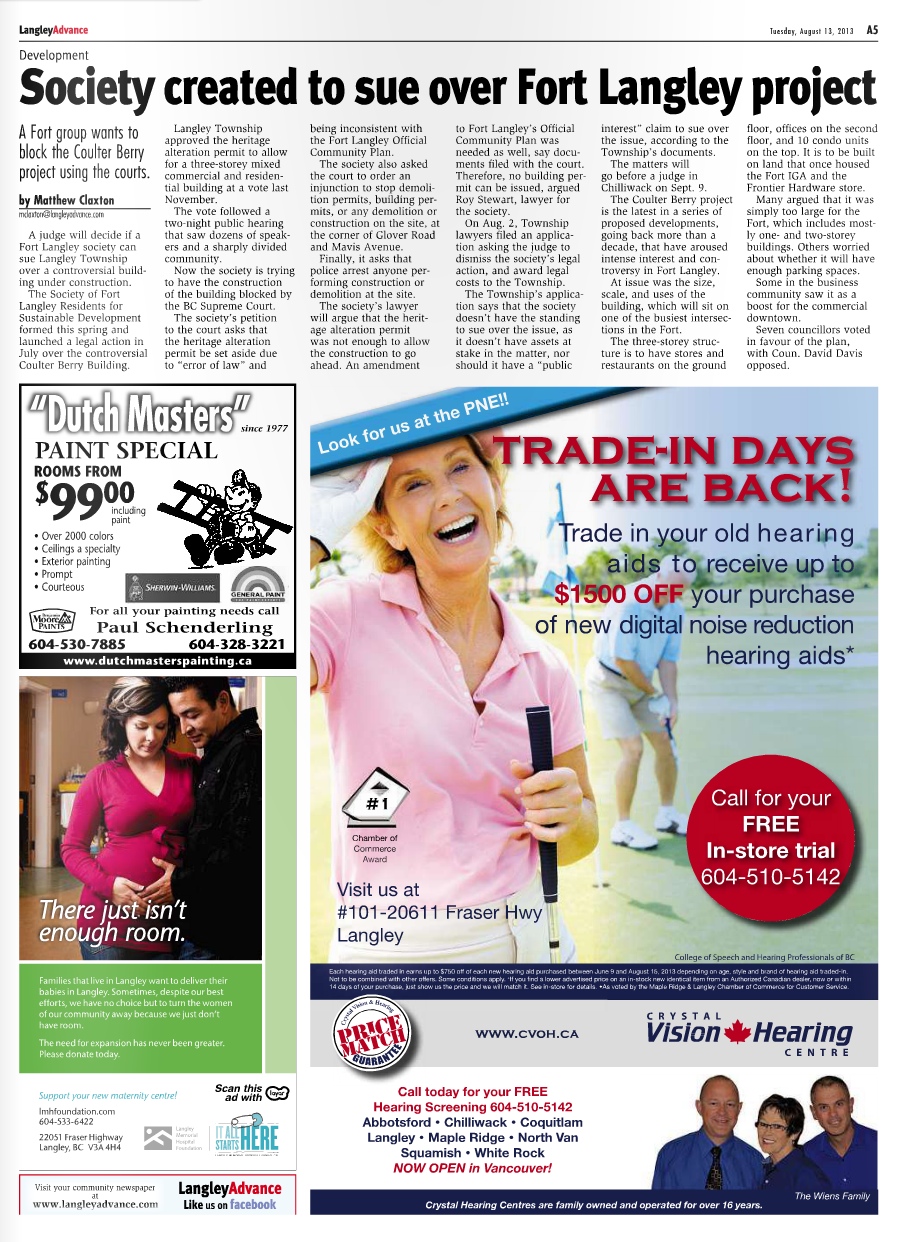 LangleyAdvance
Tuesday, August 13, 2013 A5
Development
Society created to sue over Fort Langley project
A Fort group wants to
block the Coulter Berry
project using the courts.
by Matthew Claxton
mclaxton@langleyadvance.com
A judge will decide if a
Fort Langley society can
sue Langley Township
over a controversial build-
ing under construction.
The Society of Fort
Langley Residents for
Sustainable Development
formed this spring and
launched a legal action in
July over the controversial
Coulter Berry Building.
Langley Township
approved the heritage
alteration permit to allow
for a three-storey mixed
commercial and residen-
tial building at a vote last
November.
The vote followed a
two-night public hearing
that saw dozens of speak-
ers and a sharply divided
community.
Now the society is trying
to have the construction
of the building blocked by
the BC Supreme Court.
The society's petition
to the court asks that
the heritage alteration
permit be set aside due
to "error of law" and
being inconsistent with
the Fort Langley Official
Community Plan.
The society also asked
the court to order an
injunction to stop demoli-
tion permits, building per-
mits, or any demolition or
construction on the site, at
the corner of Glover Road
and Mavis Avenue.
Finally, it asks that
police arrest anyone per-
forming construction or
demolition at the site.
The society's lawyer
will argue that the herit-
age alteration permit
was not enough to allow
the construction to go
ahead. An amendment
to Fort Langley's Official
Community Plan was
needed as well, say docu-
ments filed with the court.
Therefore, no building per-
mit can be issued, argued
Roy Stewart, lawyer for
the society.
On Aug. 2, Township
lawyers filed an applica-
tion asking the judge to
dismiss the society's legal
action, and award legal
costs to the Township.
The Township's applica-
tion says that the society
doesn't have the standing
to sue over the issue, as
it doesn't have assets at
stake in the matter, nor
should it have a "public
interest" claim to sue over
the issue, according to the
Township's documents.
The matters will
go before a judge in
Chilliwack on Sept. 9.
The Coulter Berry project
is the latest in a series of
proposed developments,
going back more than a
decade, that have aroused
intense interest and con-
troversy in Fort Langley.
At issue was the size,
scale, and uses of the
building, which will sit on
one of the busiest intersec-
tions in the Fort.
The three-storey struc-
ture is to have stores and
restaurants on the ground
floor, offices on the second
floor, and 10 condo units
on the top. It is to be built
on land that once housed
the Fort IGA and the
Frontier Hardware store.
Many argued that it was
simply too large for the
Fort, which includes most-
ly one- and two-storey
buildings. Others worried
about whether it will have
enough parking spaces.
Some in the business
community saw it as a
boost for the commercial
downtown.
Seven councillors voted
in favour of the plan,
with Coun. David Davis
opposed.
"Dutch Masters"
since 1977
PAINT SPECIAL
ROOMS FROM
$9900
including
paint
• Over 2000 colors
• Ceilings a specialty
• Exterior painting
• Prompt
• Courteous
SHERWIN-WILLIAMS.
GENERAL PAINT
Benjamin
Moore
PAINTS
For all your painting needs call
Paul Schenderling
604-530-7885 604-328-3221
www.dutchmasterspainting.ca
There just isn't
enough room.
Families that live in Langley want to deliver their
babies in Langley. Sometimes, despite our best
efforts, we have no choice but to turn the women
of our community away because we just don't
have room.
The need for expansion has never been greater.
Please donate today.
Support your new maternity centre!
lmhfoundation.com
604-533-6422
22051 Fraser Highway
Langley, BC V3A 4H4
Scan this
ad with layar
Langley
Memorial
Hospital
Foundation
IT ALL
STARTS HERE
Visit your community newspaper
at
www.langleyadvance.com
LangleyAdvance
Like us on facebook
Look for us at the PNE!!
TRADE-IN DAYS
ARE BACK!
Trade in your old hearing
aids to receive up to
$1500 OFF your purchase
of new digital noise reduction
hearing aids*
#1
Chamber of
Commerce
Award
Call for your
FREE
In-store trial
604-510-5142
Visit us at
#101-20611 Fraser Hwy
Langley
College of Speech and Hearing Professionals of BC
Each hearing aid traded in earns up to $750 off of each new hearing aid purchased between June 9 and August 15, 2013 depending on age, style and brand of hearing aid traded-in.
Not to be combined with other offers. Some conditions apply. *If you find a lower advertised price on an in-stock new identical item from an Authorized Canadian dealer, now or within
14 days of your purchase, just show us the price and we will match it. See in-store for details. •As voted by the Maple Ridge & Langley Chamber of Commerce for Customer Service.
Crystal Vision & Hearing
PRICE
MATCH
GUARANTEE
WWW.CVOH.CA
CRYSTAL
Vision Hearing
CENTRE
Call today for your FREE
Hearing Screening 604-510-5142
Abbotsford • Chilliwack • Coquitlam
Langley • Maple Ridge • North Van
Squamish • White Rock
NOW OPEN in Vancouver!
The Wiens Family
Crystal Hearing Centres are family owned and operated for over 16 years.